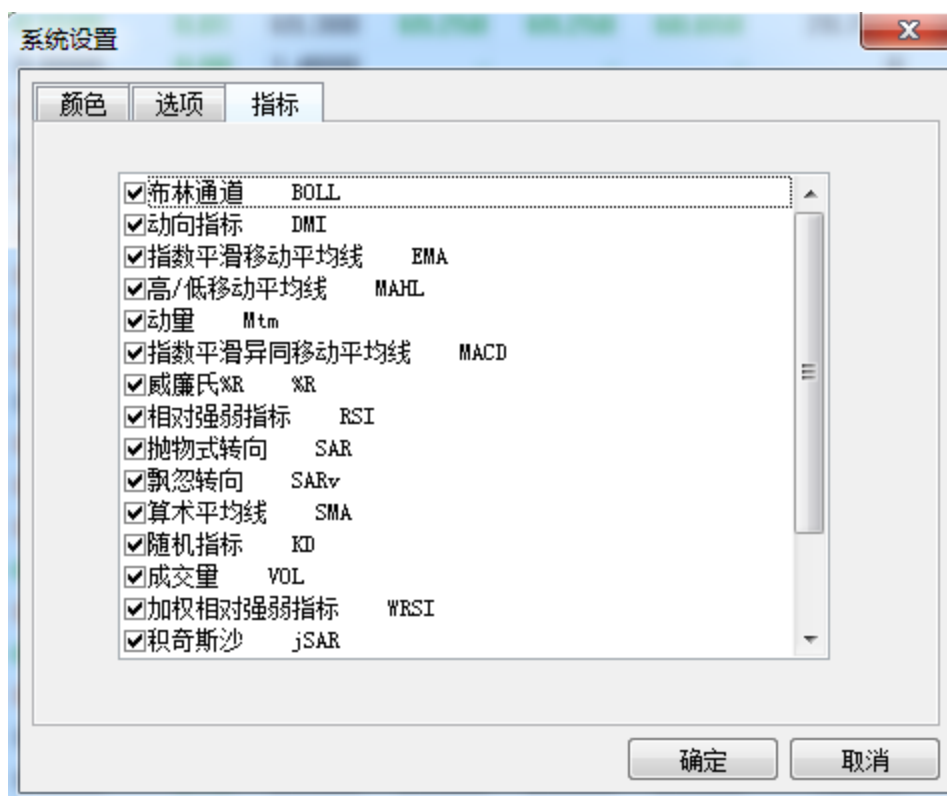 系统设置
颜色 选项 指标
布林通道 BOLL
动向指标 DMI
指数平滑移动平均线 EMA
高/低移动平均线 MAHL
动量 Mtm
指数平滑异同移动平均线 MACD
威廉氏%R %R
相对强弱指标 RSI
抛物式转向 SAR
飘忽转向 SARv
算术平均线 SMA
随机指标 KD
成交量 VOL
加权相对强弱指标 WRSI
积奇斯沙 jSAR
确定 取消